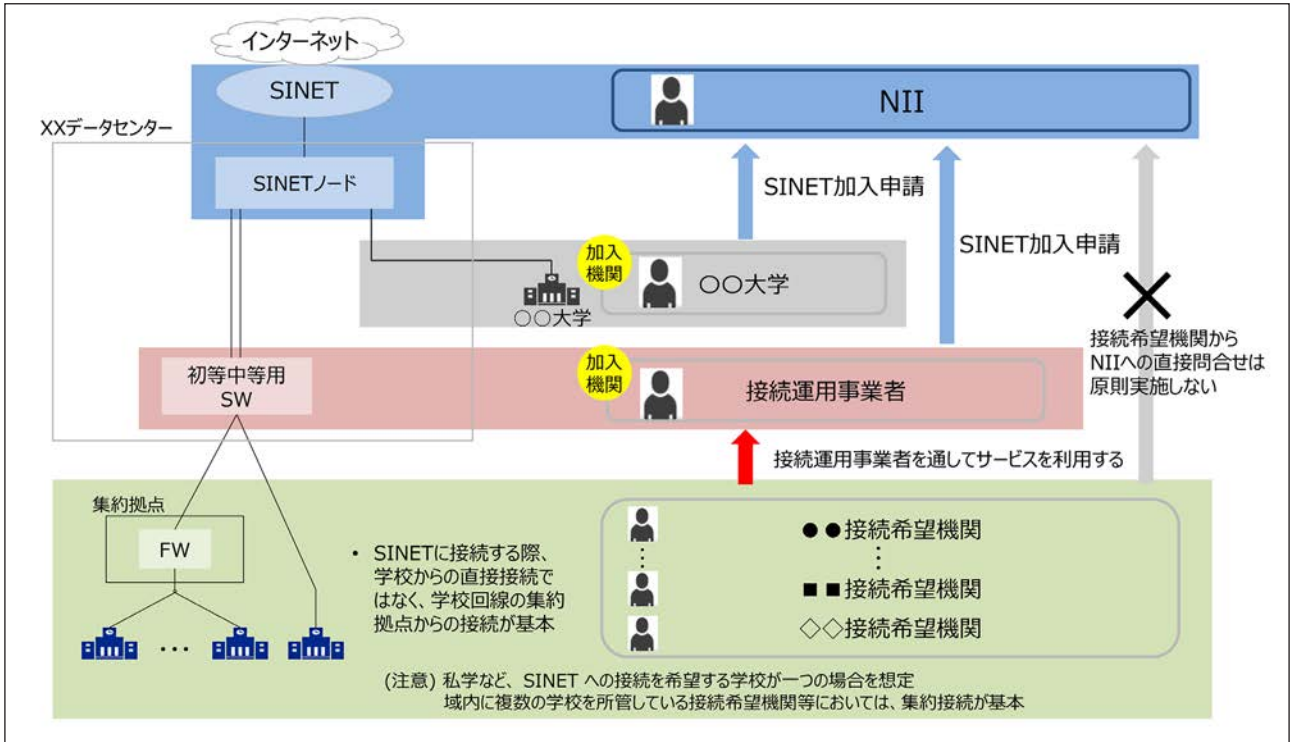 インターネット
SINET
NII
XXデータセンター
SINETノード
SINET加入申請
SINET加入申請
加入
機関
〇〇大学
〇〇大学
接続希望機関から
NIIへの直接問合せは
原則実施しない
初等中等用
SW
加入
機関
接続運用事業者
接続運用事業者を通してサービスを利用する
集約拠点
FW
• SINETに接続する際、
学校からの直接接続で
はなく、学校回線の集約
拠点からの接続が基本
●●接続希望機関
⋮
■■接続希望機関
◇◇接続希望機関
…
(注意) 私学など、SINET への接続を希望する学校が一つの場合を想定
域内に複数の学校を所管している接続希望機関等においては、集約接続が基本